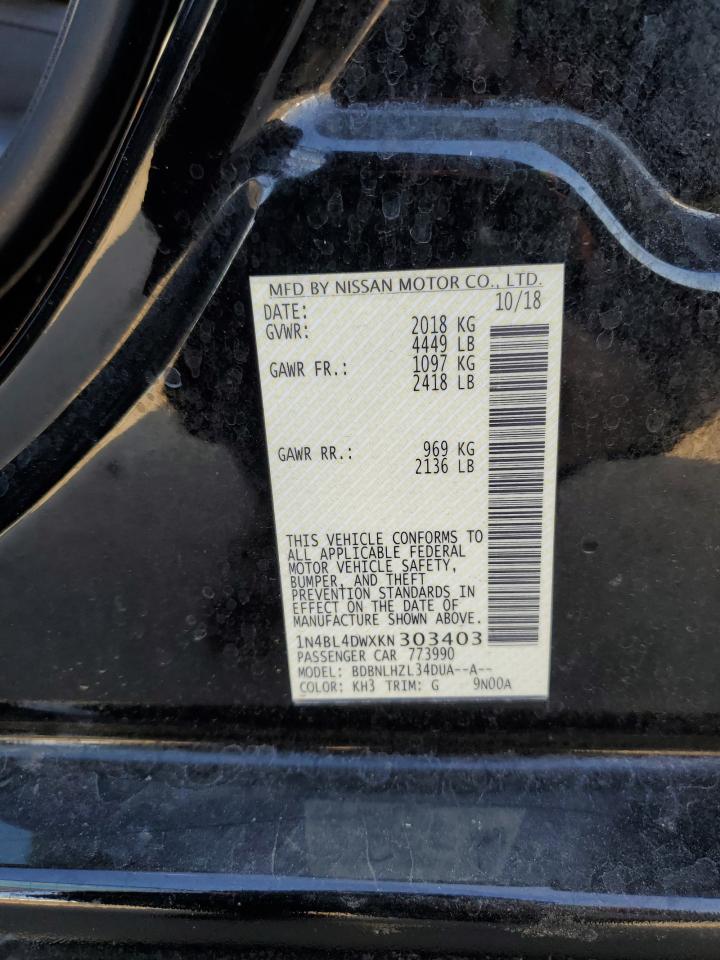 MFD BY NISSAN MOTOR CO., LTD.
DATE: 10/18
GVWR: 2018 KG
4449 LB
GAWR FR.: 1097 KG
2418 LB
GAWR RR.: 969 KG
2136 LB
THIS VEHICLE CONFORMS TO
ALL APPLICABLE FEDERAL
MOTOR VEHICLE SAFETY,
BUMPER, AND THEFT
PREVENTION STANDARDS IN
EFFECT ON THE DATE OF
MANUFACTURE SHOWN ABOVE.
1N4BL4DWXKN303403
PASSENGER CAR 773990
MODEL: BDBNLHZL34DUA--A--
COLOR: KH3 TRIM: G 9N00A